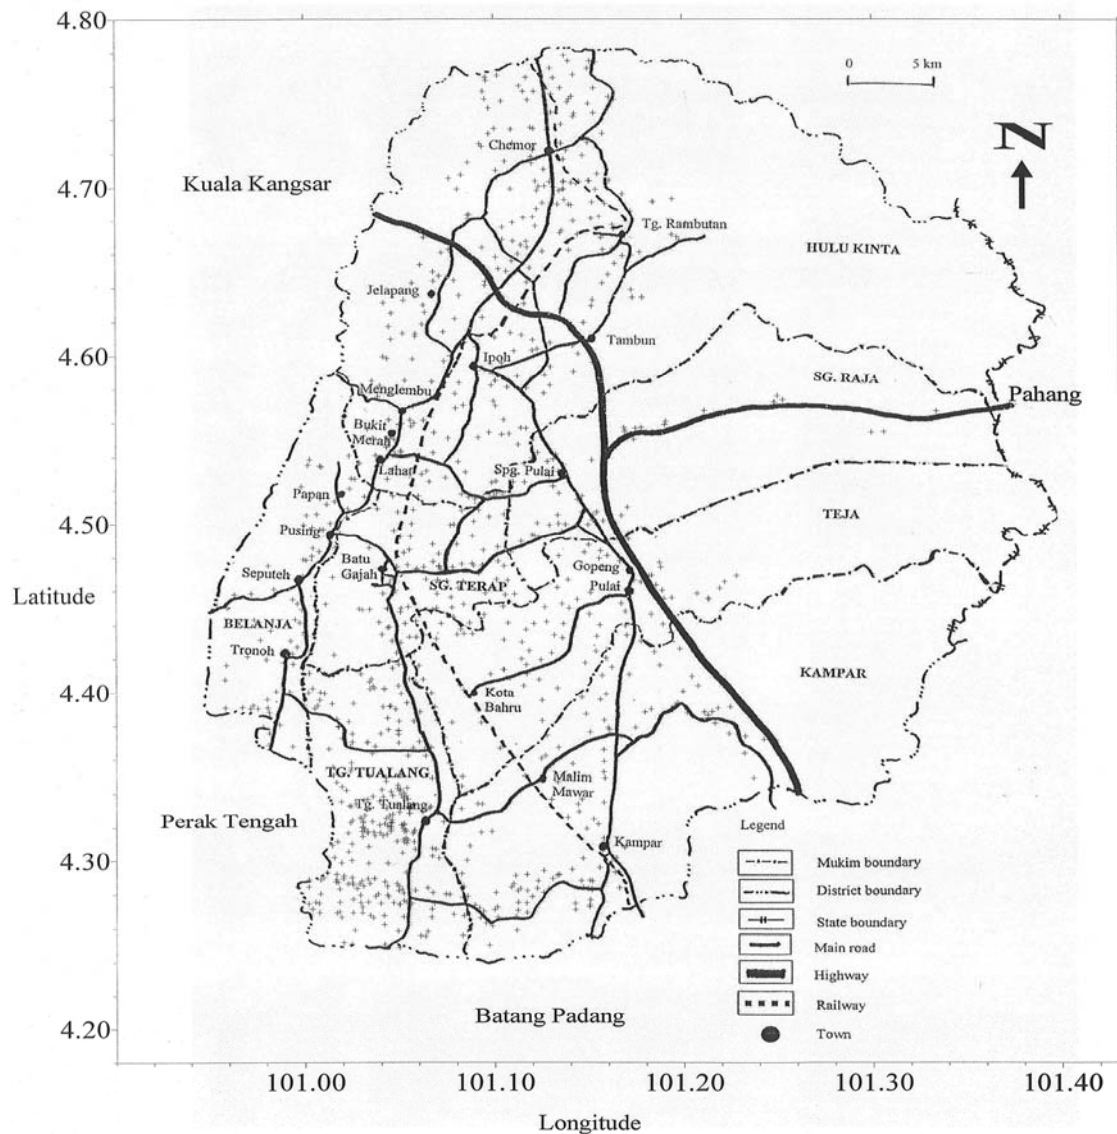 4.80
0 5 km
N
Chemor
4.70
Kuala Kangsar
Tg. Rambutan
HULU KINTA
Jelapang
Tambun
4.60
Ipoh
SG. RAJA
Menglembu
Pahang
Bukit
Merah
Lahat
Spg. Pulai
Papan
TEJA
4.50
Pusing
Batu
Gajah
Gopeng
Seputeh
SG. TERAP
Pulai
Latitude
BELANJA
Tronoh
KAMPAR
4.40
Kota
Bahru
TG. TUALANG
Malim
Mawar
Tg. Tualang
Perak Tengah
Legend
Kampar
4.30
Mukim boundary
District boundary
State boundary
Main road
Highway
Railway
Town
Batang Padang
4.20
101.00 101.10 101.20 101.30 101.40
Longitude